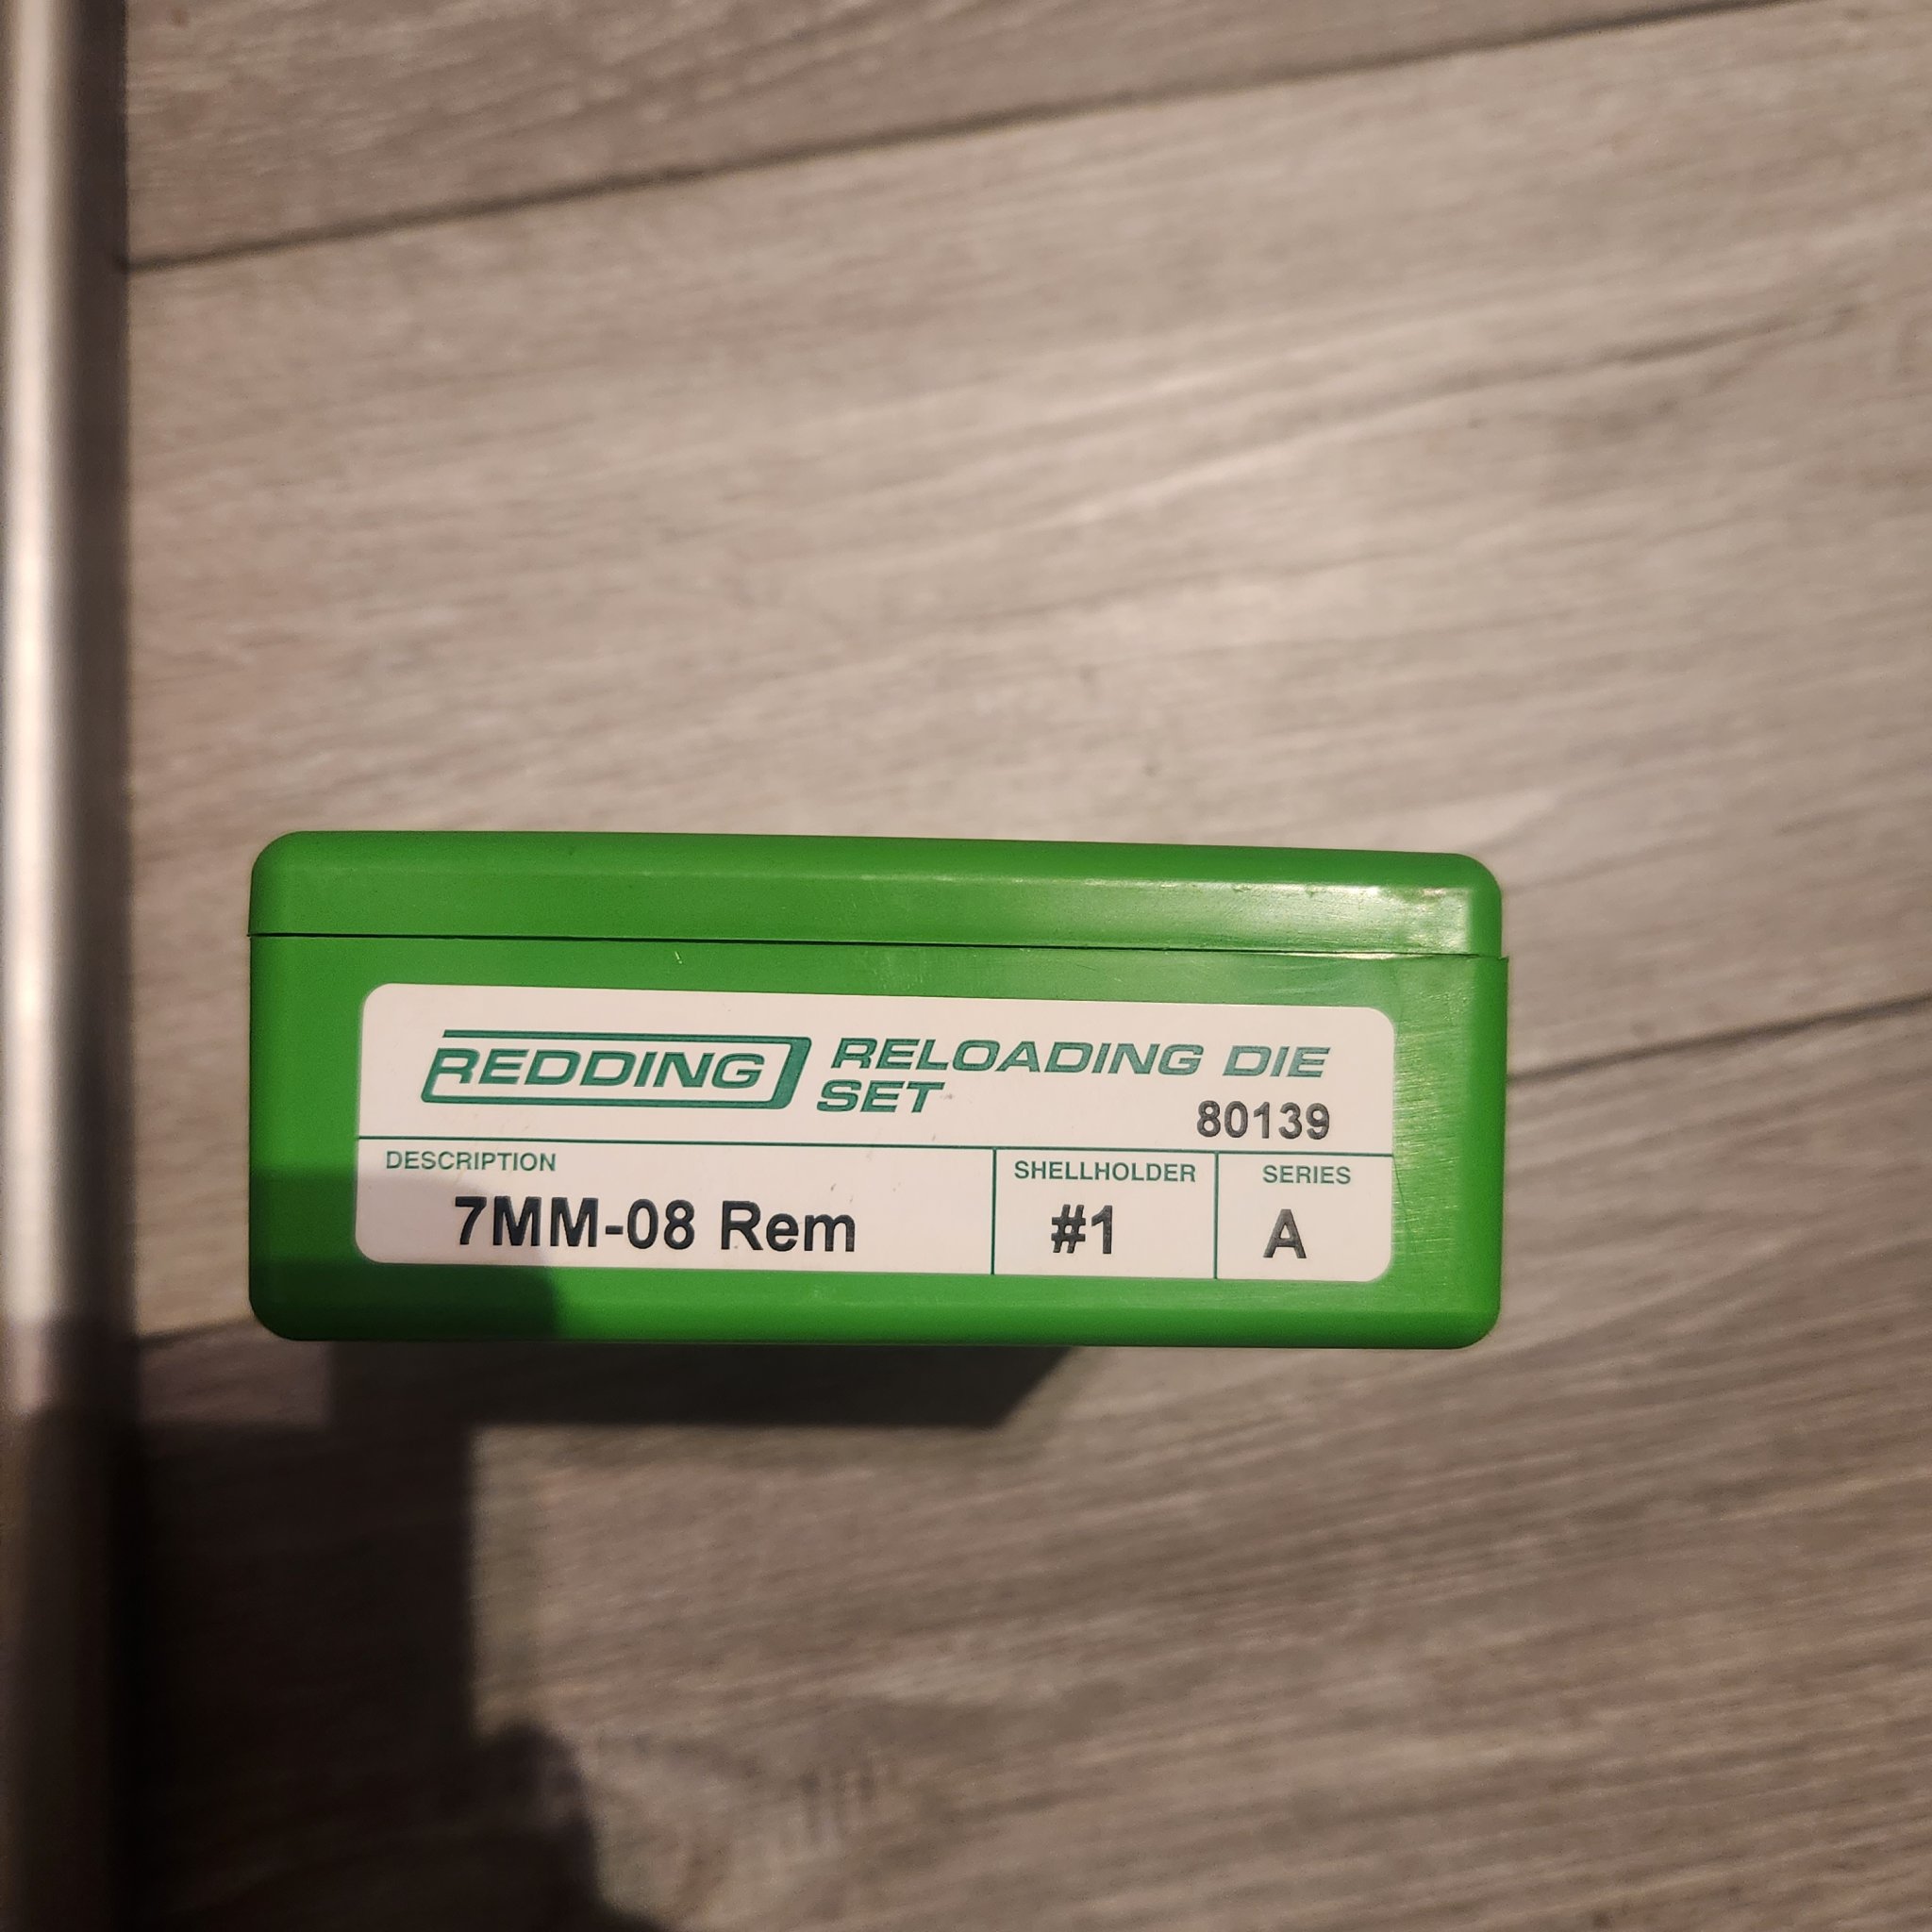 REDDING RELOADING DIE
SET
80139
DESCRIPTION SHELLHOLDER SERIES
7MM-08 Rem #1 A